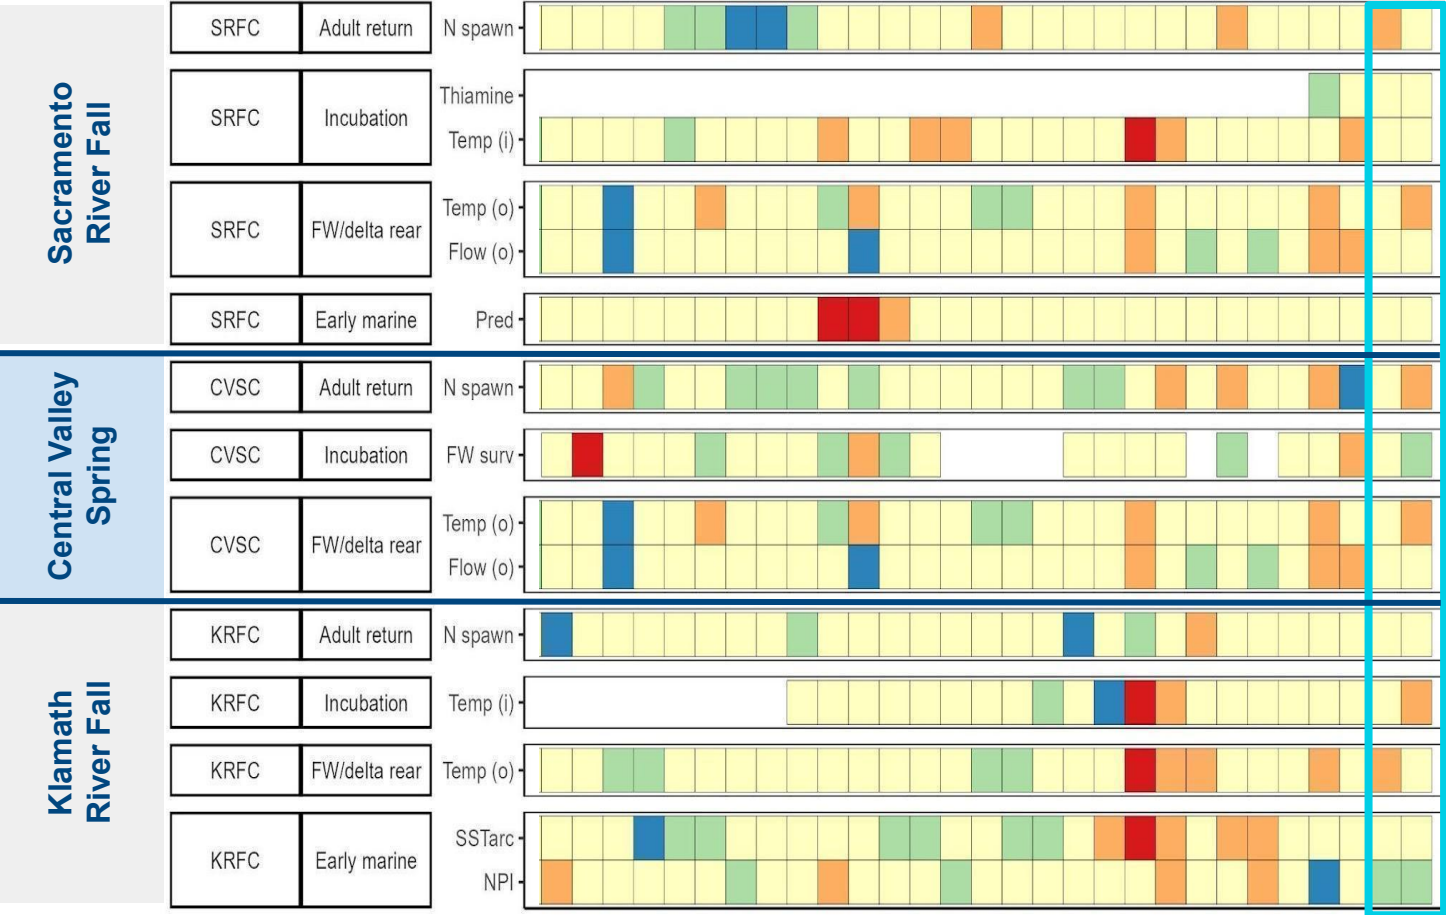 Sacramento
River Fall
SRFC Adult return N spawn
SRFC Incubation Thiamine
Temp (i)
SRFC FW/delta rear Temp (o)
Flow (o)
SRFC Early marine Pred
Central Valley
Spring
CVSC Adult return N spawn
CVSC Incubation FW surv
CVSC FW/delta rear Temp (o)
Flow (o)
Klamath
River Fall
KRFC Adult return N spawn
KRFC Incubation Temp (i)
KRFC FW/delta rear Temp (o)
KRFC Early marine SSTarc
NPI